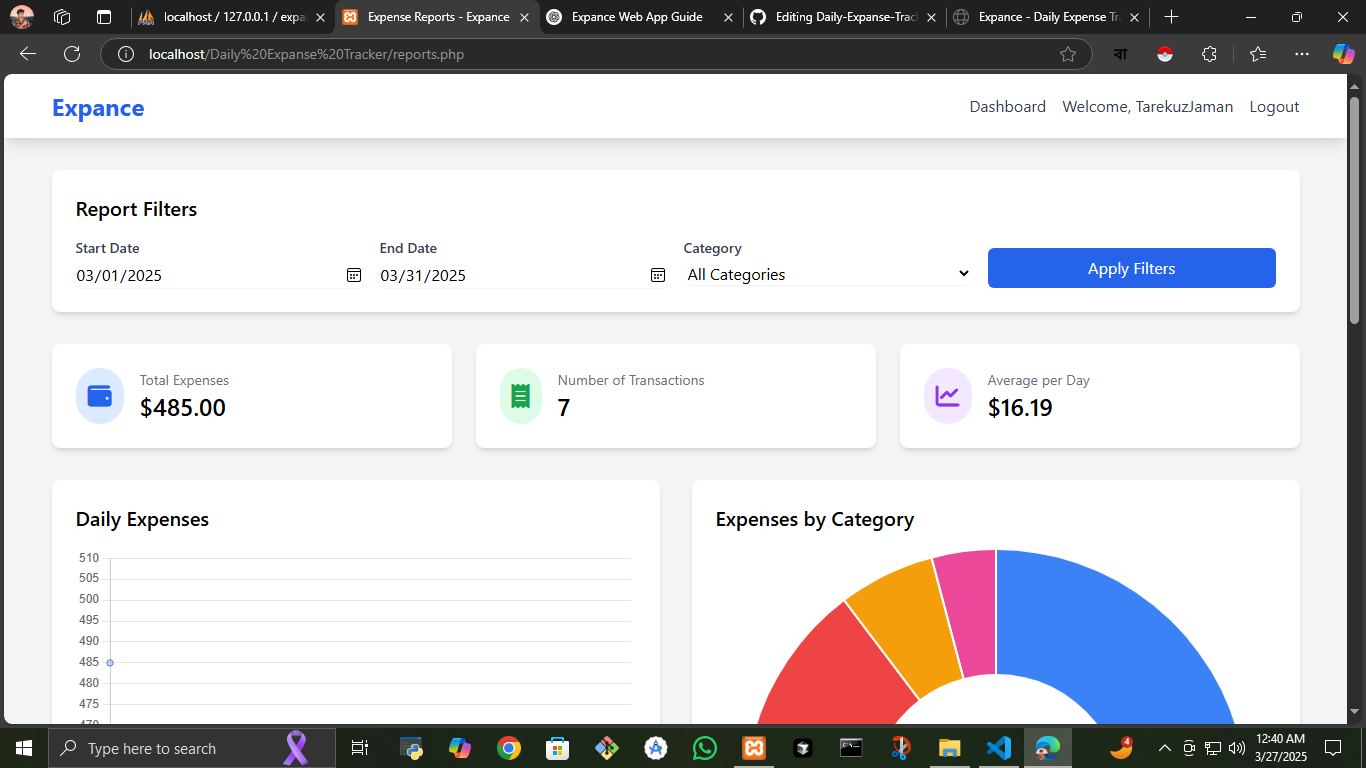 localhost / 127.0.0.1 / expa
Expense Reports - Expance
Expance Web App Guide
Editing Daily-Expanse-Trac
Expance - Daily Expense Tr
localhost/Daily%20Expanse%20Tracker/reports.php
বা
Expance
Dashboard Welcome, TarekuzJaman Logout
Report Filters
Start Date End Date Category
03/01/2025 03/31/2025 All Categories
Apply Filters
Total Expenses
$485.00
Number of Transactions
7
Average per Day
$16.19
Daily Expenses
510
505
500
495
490
485
480
475
470
Expenses by Category
Type here to search
4
12:40 AM
3/27/2025